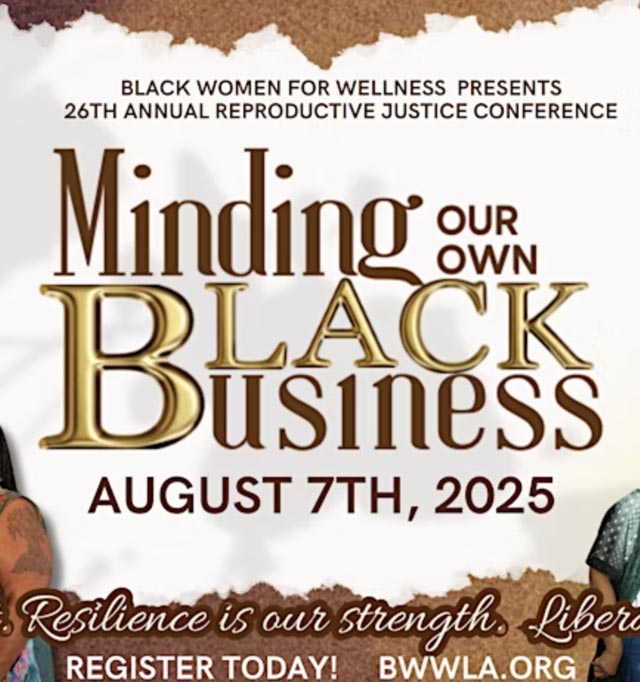 BLACK WOMEN FOR WELLNESS PRESENTS
26TH ANNUAL REPRODUCTIVE JUSTICE CONFERENCE
Minding OUR
OWN
BLACK
Business
AUGUST 7TH, 2025
Resilience is our strength.
REGISTER TODAY! BWWLA.ORG